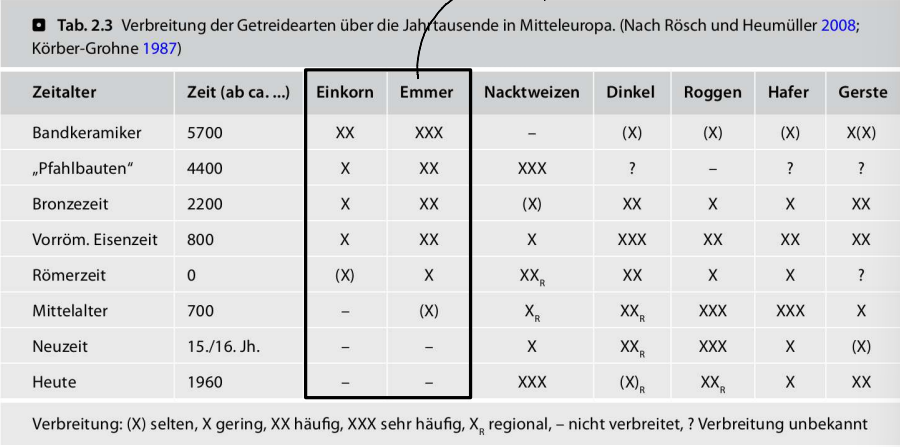 Tab. 2.3 Verbreitung der Getreidearten über die Jahrtausende in Mitteleuropa. (Nach Rösch und Heumüller 2008;
Körber-Grohne 1987)
Zeitalter Zeit (ab ca. ...) Einkorn Emmer Nacktweizen Dinkel Roggen Hafer Gerste
Bandkeramiker 5700 XX XXX – (X) (X) (X) X(X)
„Pfahlbauten“ 4400 X XX XXX ? – ? ?
Bronzezeit 2200 X XX (X) XX X X XX
Vorröm. Eisenzeit 800 X XX X XXX XX XX XX
Römerzeit 0 (X) X XX_R XX X X ?
Mittelalter 700 – (X) X_R XX_R XXX XXX X
Neuzeit 15./16. Jh. – – X XX_R XXX X (X)
Heute 1960 – – XXX (X)_R XX_R X XX
Verbreitung: (X) selten, X gering, XX häufig, XXX sehr häufig, X_R regional, – nicht verbreitet, ? Verbreitung unbekannt